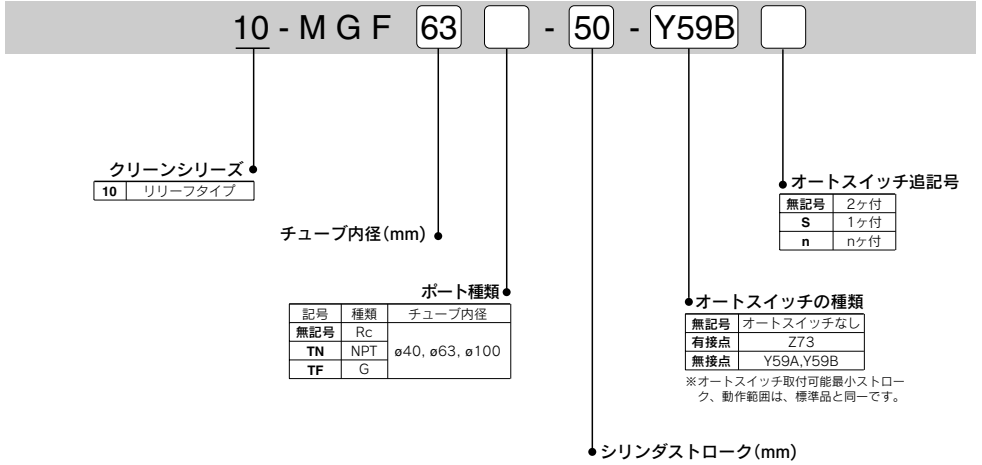 10 - M G F 63 - 50 - Y59B
クリーンシリーズ
10 リリーフタイプ
オートスイッチ追記号
無記号 2ヶ付
S 1ヶ付
n nヶ付
チューブ内径(mm)
ポート種類
記号 種類 チューブ内径
無記号 Rc
TN NPT ø40, ø63, ø100
TF G
オートスイッチの種類
無記号 オートスイッチなし
有接点 Z73
無接点 Y59A,Y59B
※オートスイッチ取付可能最小ストロー
ク、動作範囲は、標準品と同一です。
シリンダストローク(mm)